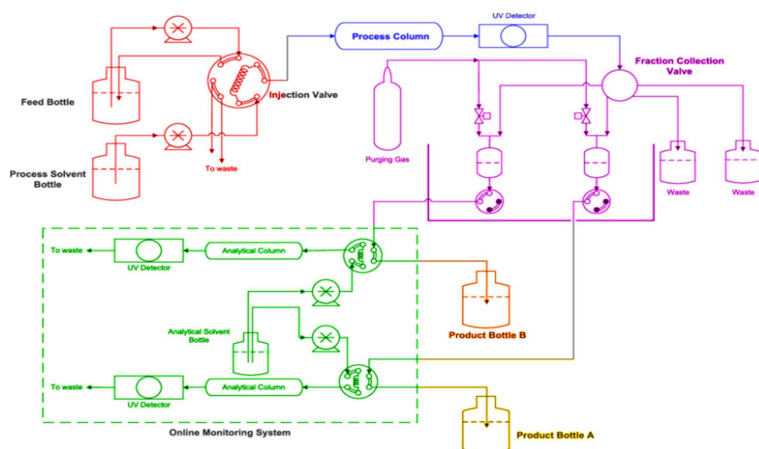 Process Column
UV Detector
Fraction Collection
Valve
Feed Bottle
Injection Valve
Process Solvent
Bottle
To waste
Purging Gas
Waste
Waste
To waste
UV Detector
Analytical Column
Analytical Solvent
Bottle
Product Bottle B
To waste
UV Detector
Analytical Column
Online Monitoring System
Product Bottle A